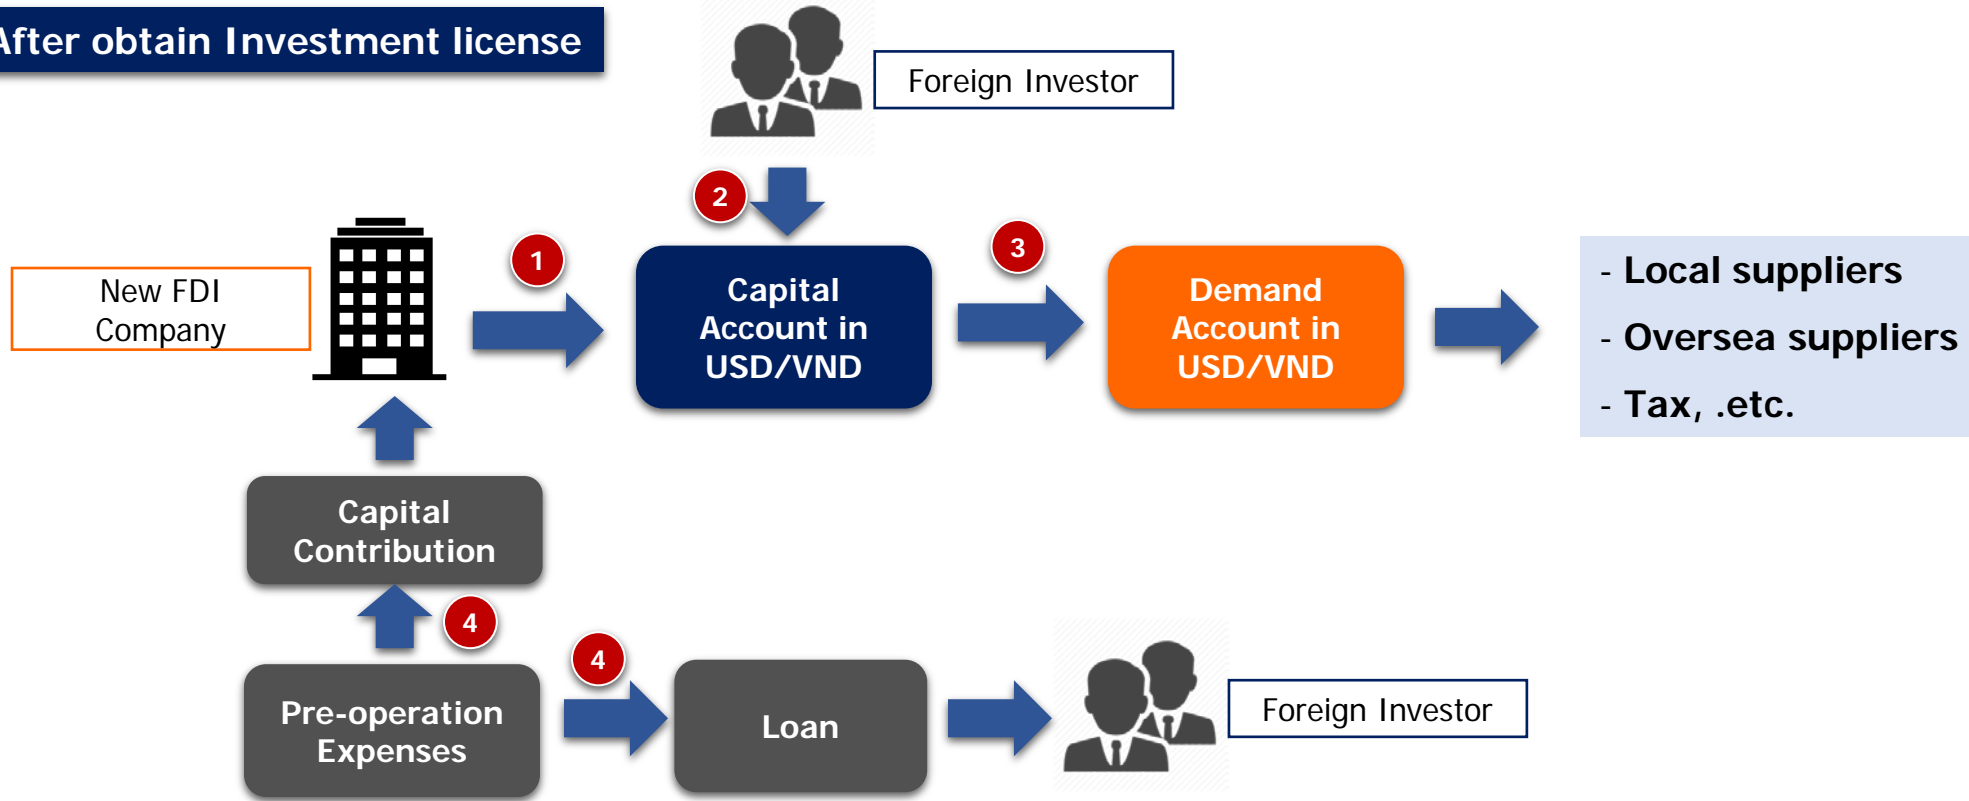 After obtain Investment license
Foreign Investor
2
1
3
New FDI
Company
Capital
Account in
USD/VND
Demand
Account in
USD/VND
- Local suppliers
- Oversea suppliers
- Tax, .etc.
Capital
Contribution
4
4
Pre-operation
Expenses
Loan
Foreign Investor